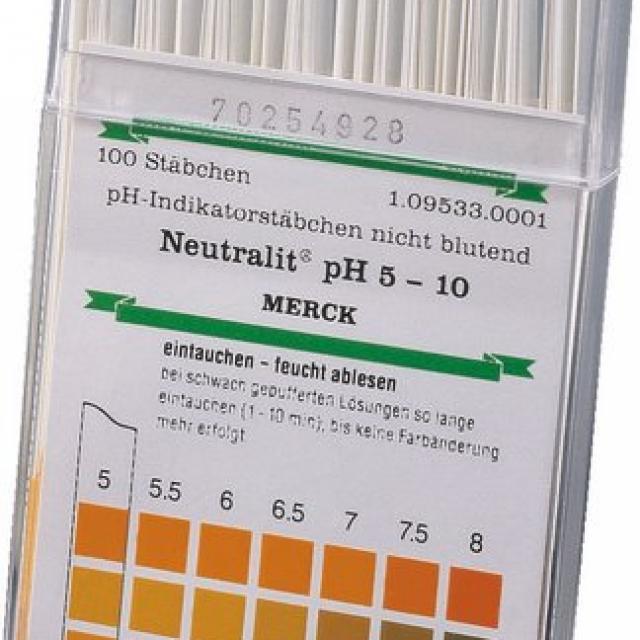 70254928
100 Stäbchen 1.09533.0001
pH-Indikatorstäbchen nicht blutend
Neutralit® pH 5 – 10
MERCK
eintauchen – feucht ablesen
bei schwach gepufferten Lösungen so lange
eintauchen (1 - 10 min), bis keine Farbänderung
mehr erfolgt
5 5.5 6 6.5 7 7.5 8